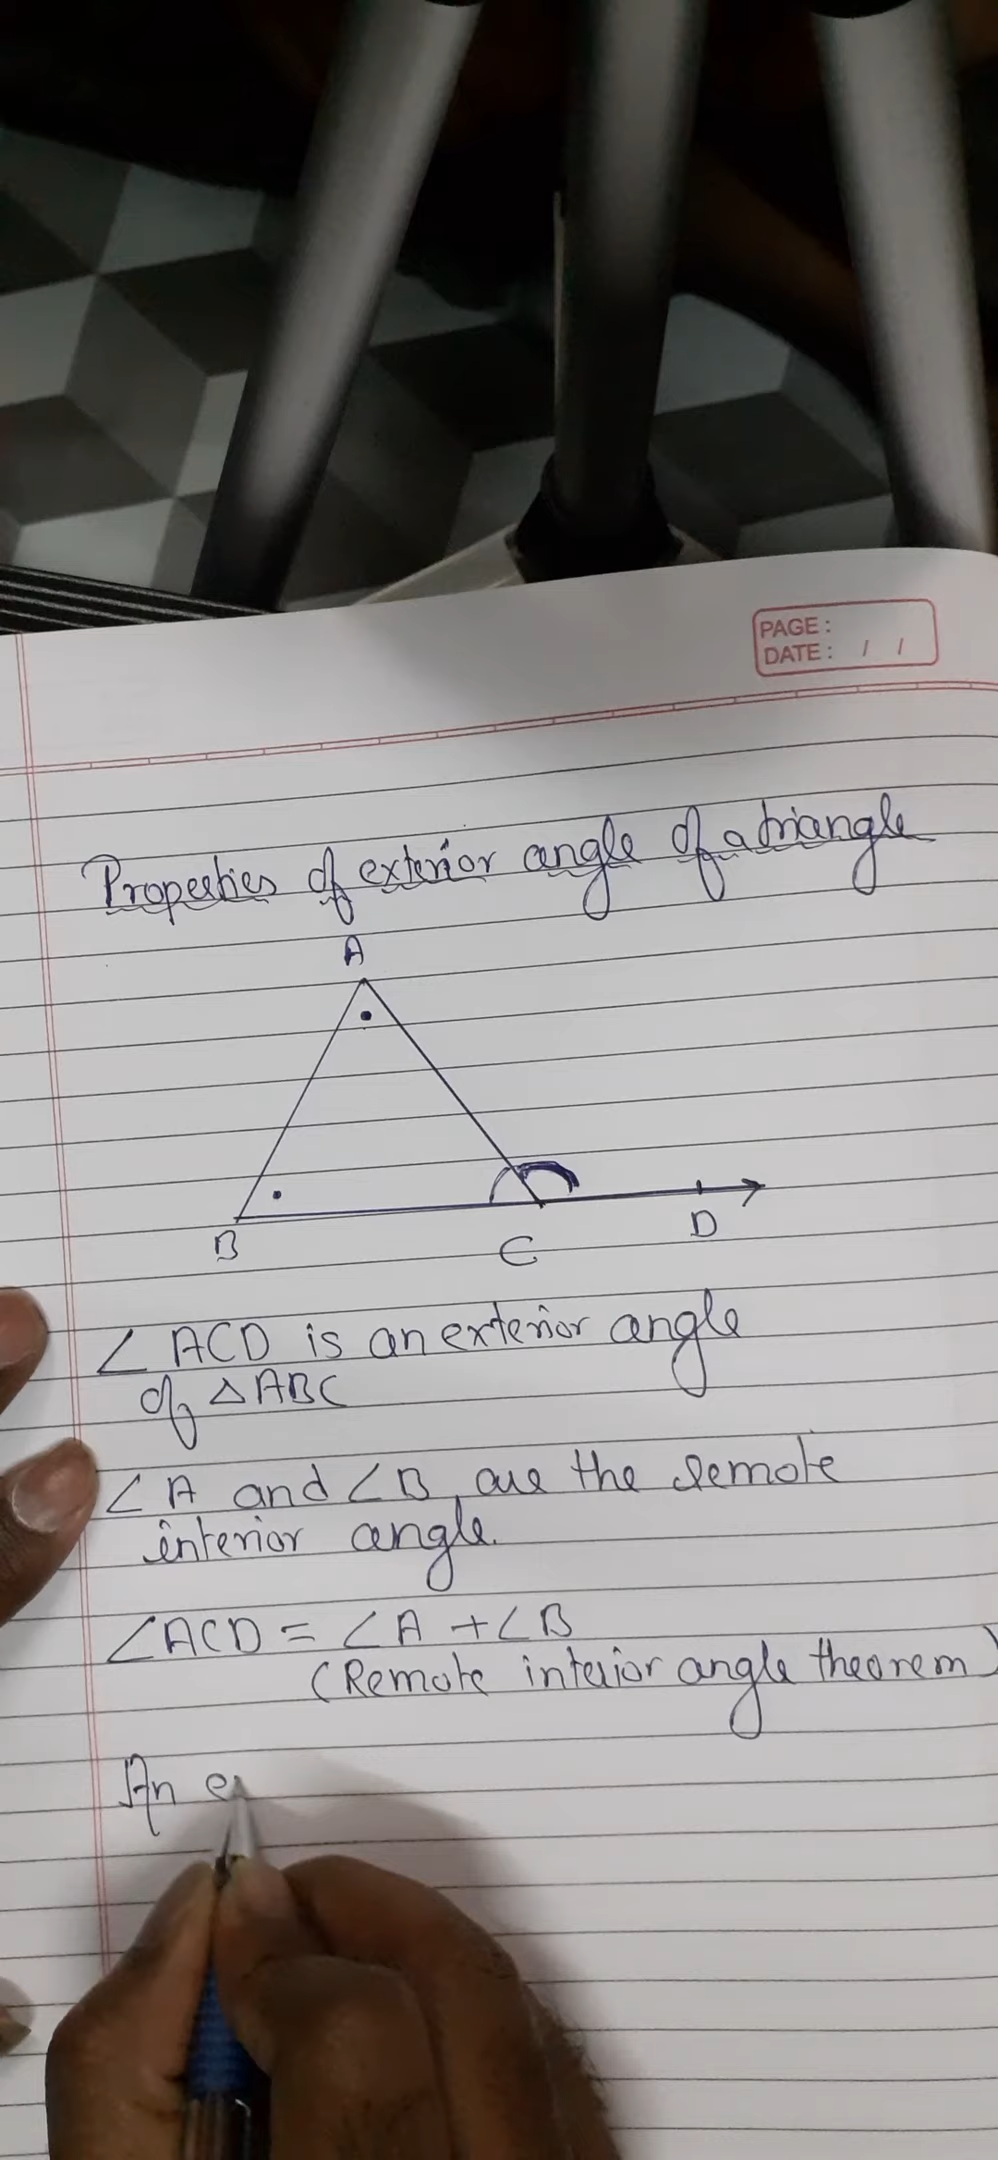 PAGE :
DATE : / /
Properties of exterior angle of a triangle
A
B
C
D
∠ ACD is an exterior angle
of △ABC
∠ A and ∠B are the remote
interior angle.
∠ACD = ∠A +∠B
(Remote interior angle theorem)
An e